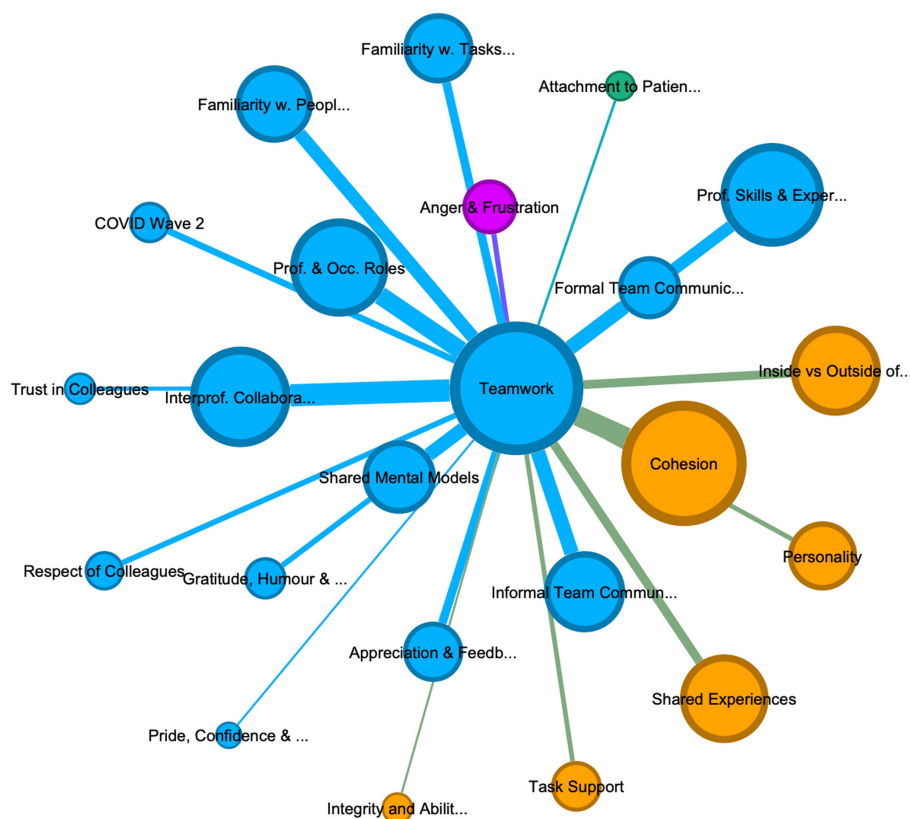 Familiarity w. Tasks...
Attachment to Patien...
Familiarity w. Peopl...
Prof. Skills & Exper...
Anger & Frustration
COVID Wave 2
Prof. & Occ. Roles
Formal Team Communic...
Inside vs Outside of...
Trust in Colleagues
Interprof. Collabora...
Teamwork
Cohesion
Shared Mental Models
Personality
Respect of Colleagues
Gratitude, Humour & ...
Informal Team Commun...
Appreciation & Feedb...
Shared Experiences
Pride, Confidence & ...
Task Support
Integrity and Abilit...